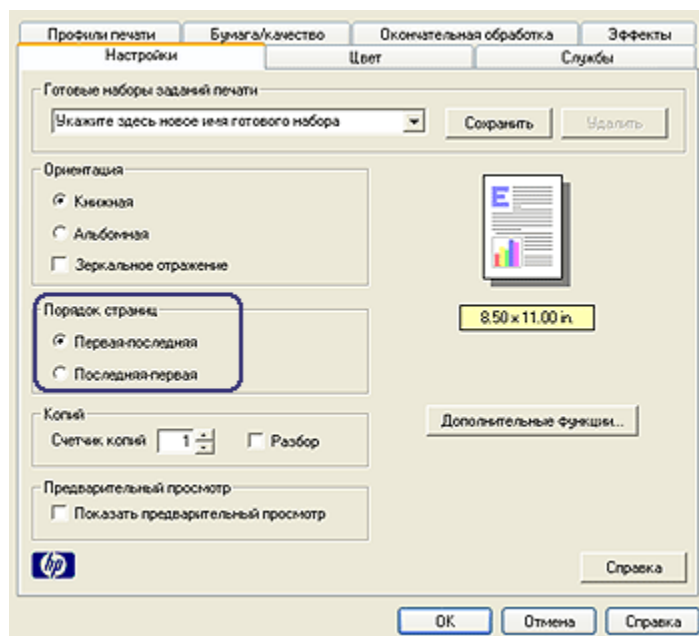 Профили печати Бумага/качество Окончательная обработка Эффекты
Настройки Цвет Службы
Готовые наборы заданий печати
Укажите здесь новое имя готового набора Сохранить Удалить
Ориентация
Книжная
Альбомная
Зеркальное отражение
E
8.50 x 11.00 in.
Порядок страниц
Первая-последняя
Последняя-первая
Копий
Счетчик копий 1 Разбор
Дополнительные функции...
Предварительный просмотр
Показать предварительный просмотр
hp Справка
OK Отмена Справка